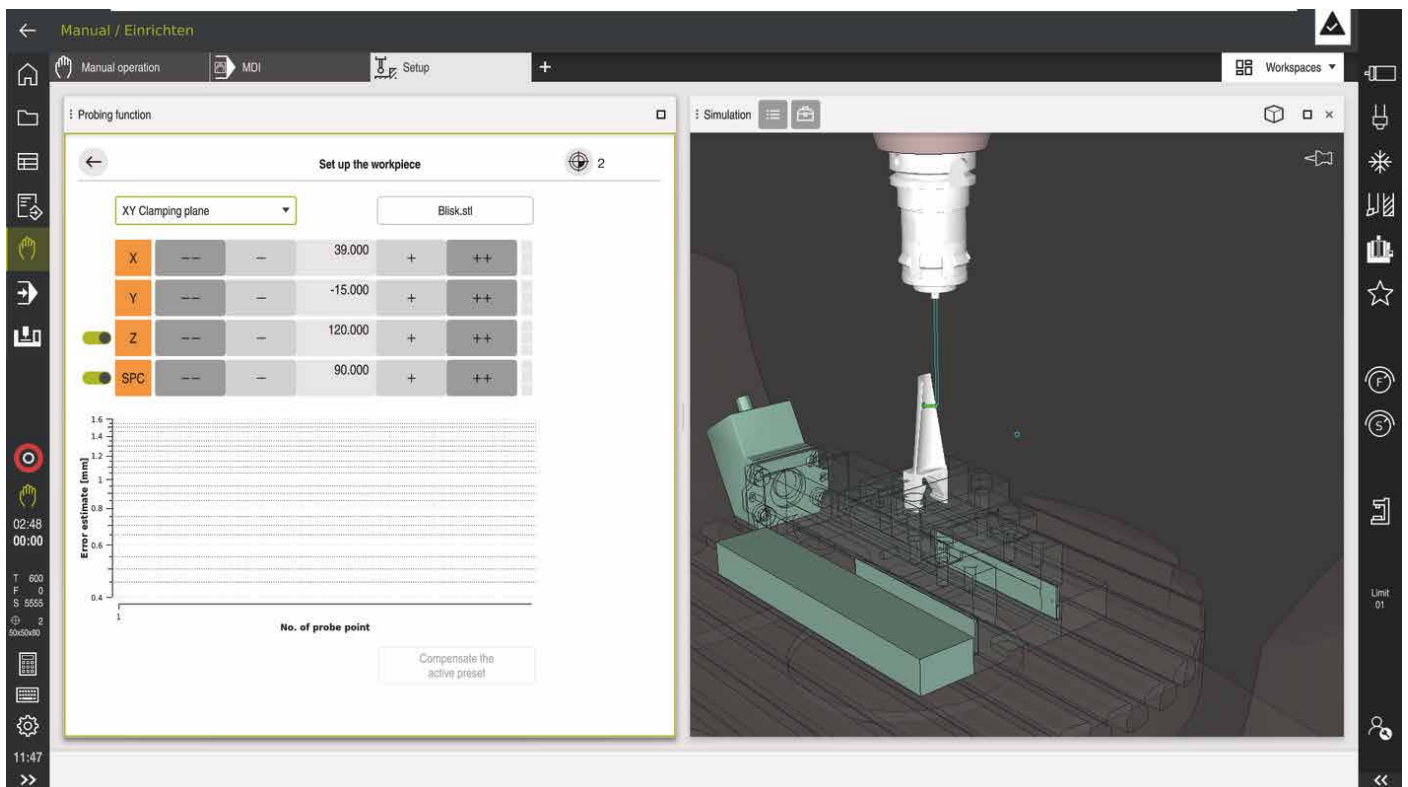 Manual / Einrichten
Manual operation
MDI
Setup
+
Workspaces
Probing function
Set up the workpiece
2
XY Clamping plane
Blisk.stl
X -- − 39.000 + ++
Y -- − -15.000 + ++
Z -- − 120.000 + ++
SPC -- − 90.000 + ++
1.6
1.4
1.2
1
0.8
0.6
0.4
Error estimate [mm]
1
No. of probe point
Compensate the
active preset
Simulation
02:48
00:00
T 600
F 0
S 5555
2
50x50x80
11:47
F
S
Limit
01